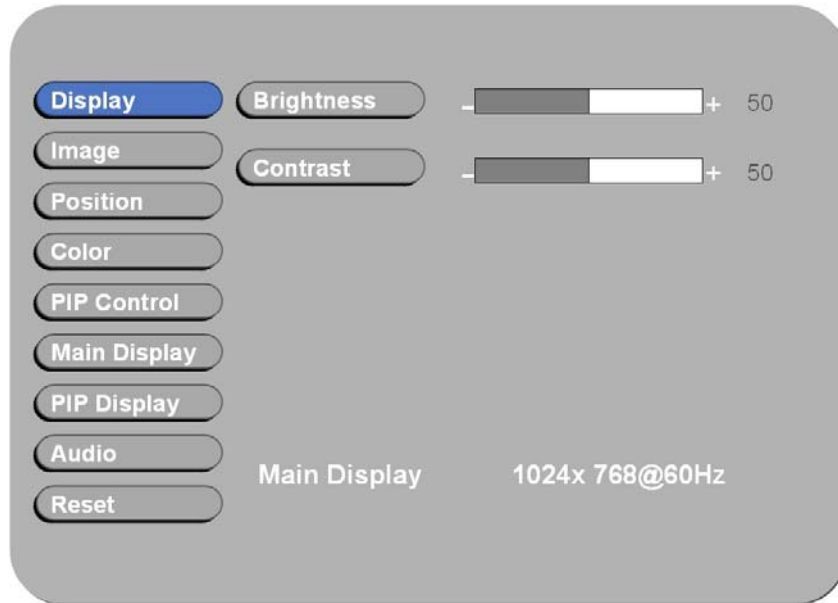 Display
Brightness - + 50
Image
Contrast - + 50
Position
Color
PIP Control
Main Display
PIP Display
Audio
Main Display 1024x 768@60Hz
Reset